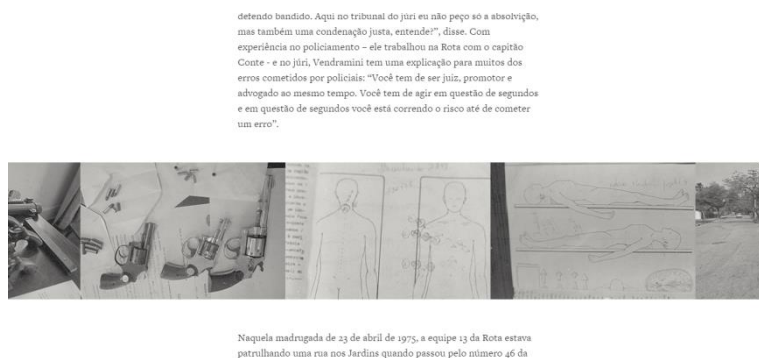 defendo bandido. Aqui no tribunal do júri eu não peço só a absolvição,
mas também uma condenação justa, entende?”, disse. Com
experiência no policiamento – ele trabalhou na Rota com o capitão
Conte - e no júri, Vendramini tem uma explicação para muitos dos
erros cometidos por policiais: “Você tem de ser juiz, promotor e
advogado ao mesmo tempo. Você tem de agir em questão de segundos
e em questão de segundos você está correndo o risco até de cometer
um erro”.
Naquela madrugada de 23 de abril de 1975, a equipe 13 da Rota estava
patrulhando uma rua nos Jardins quando passou pelo número 46 da